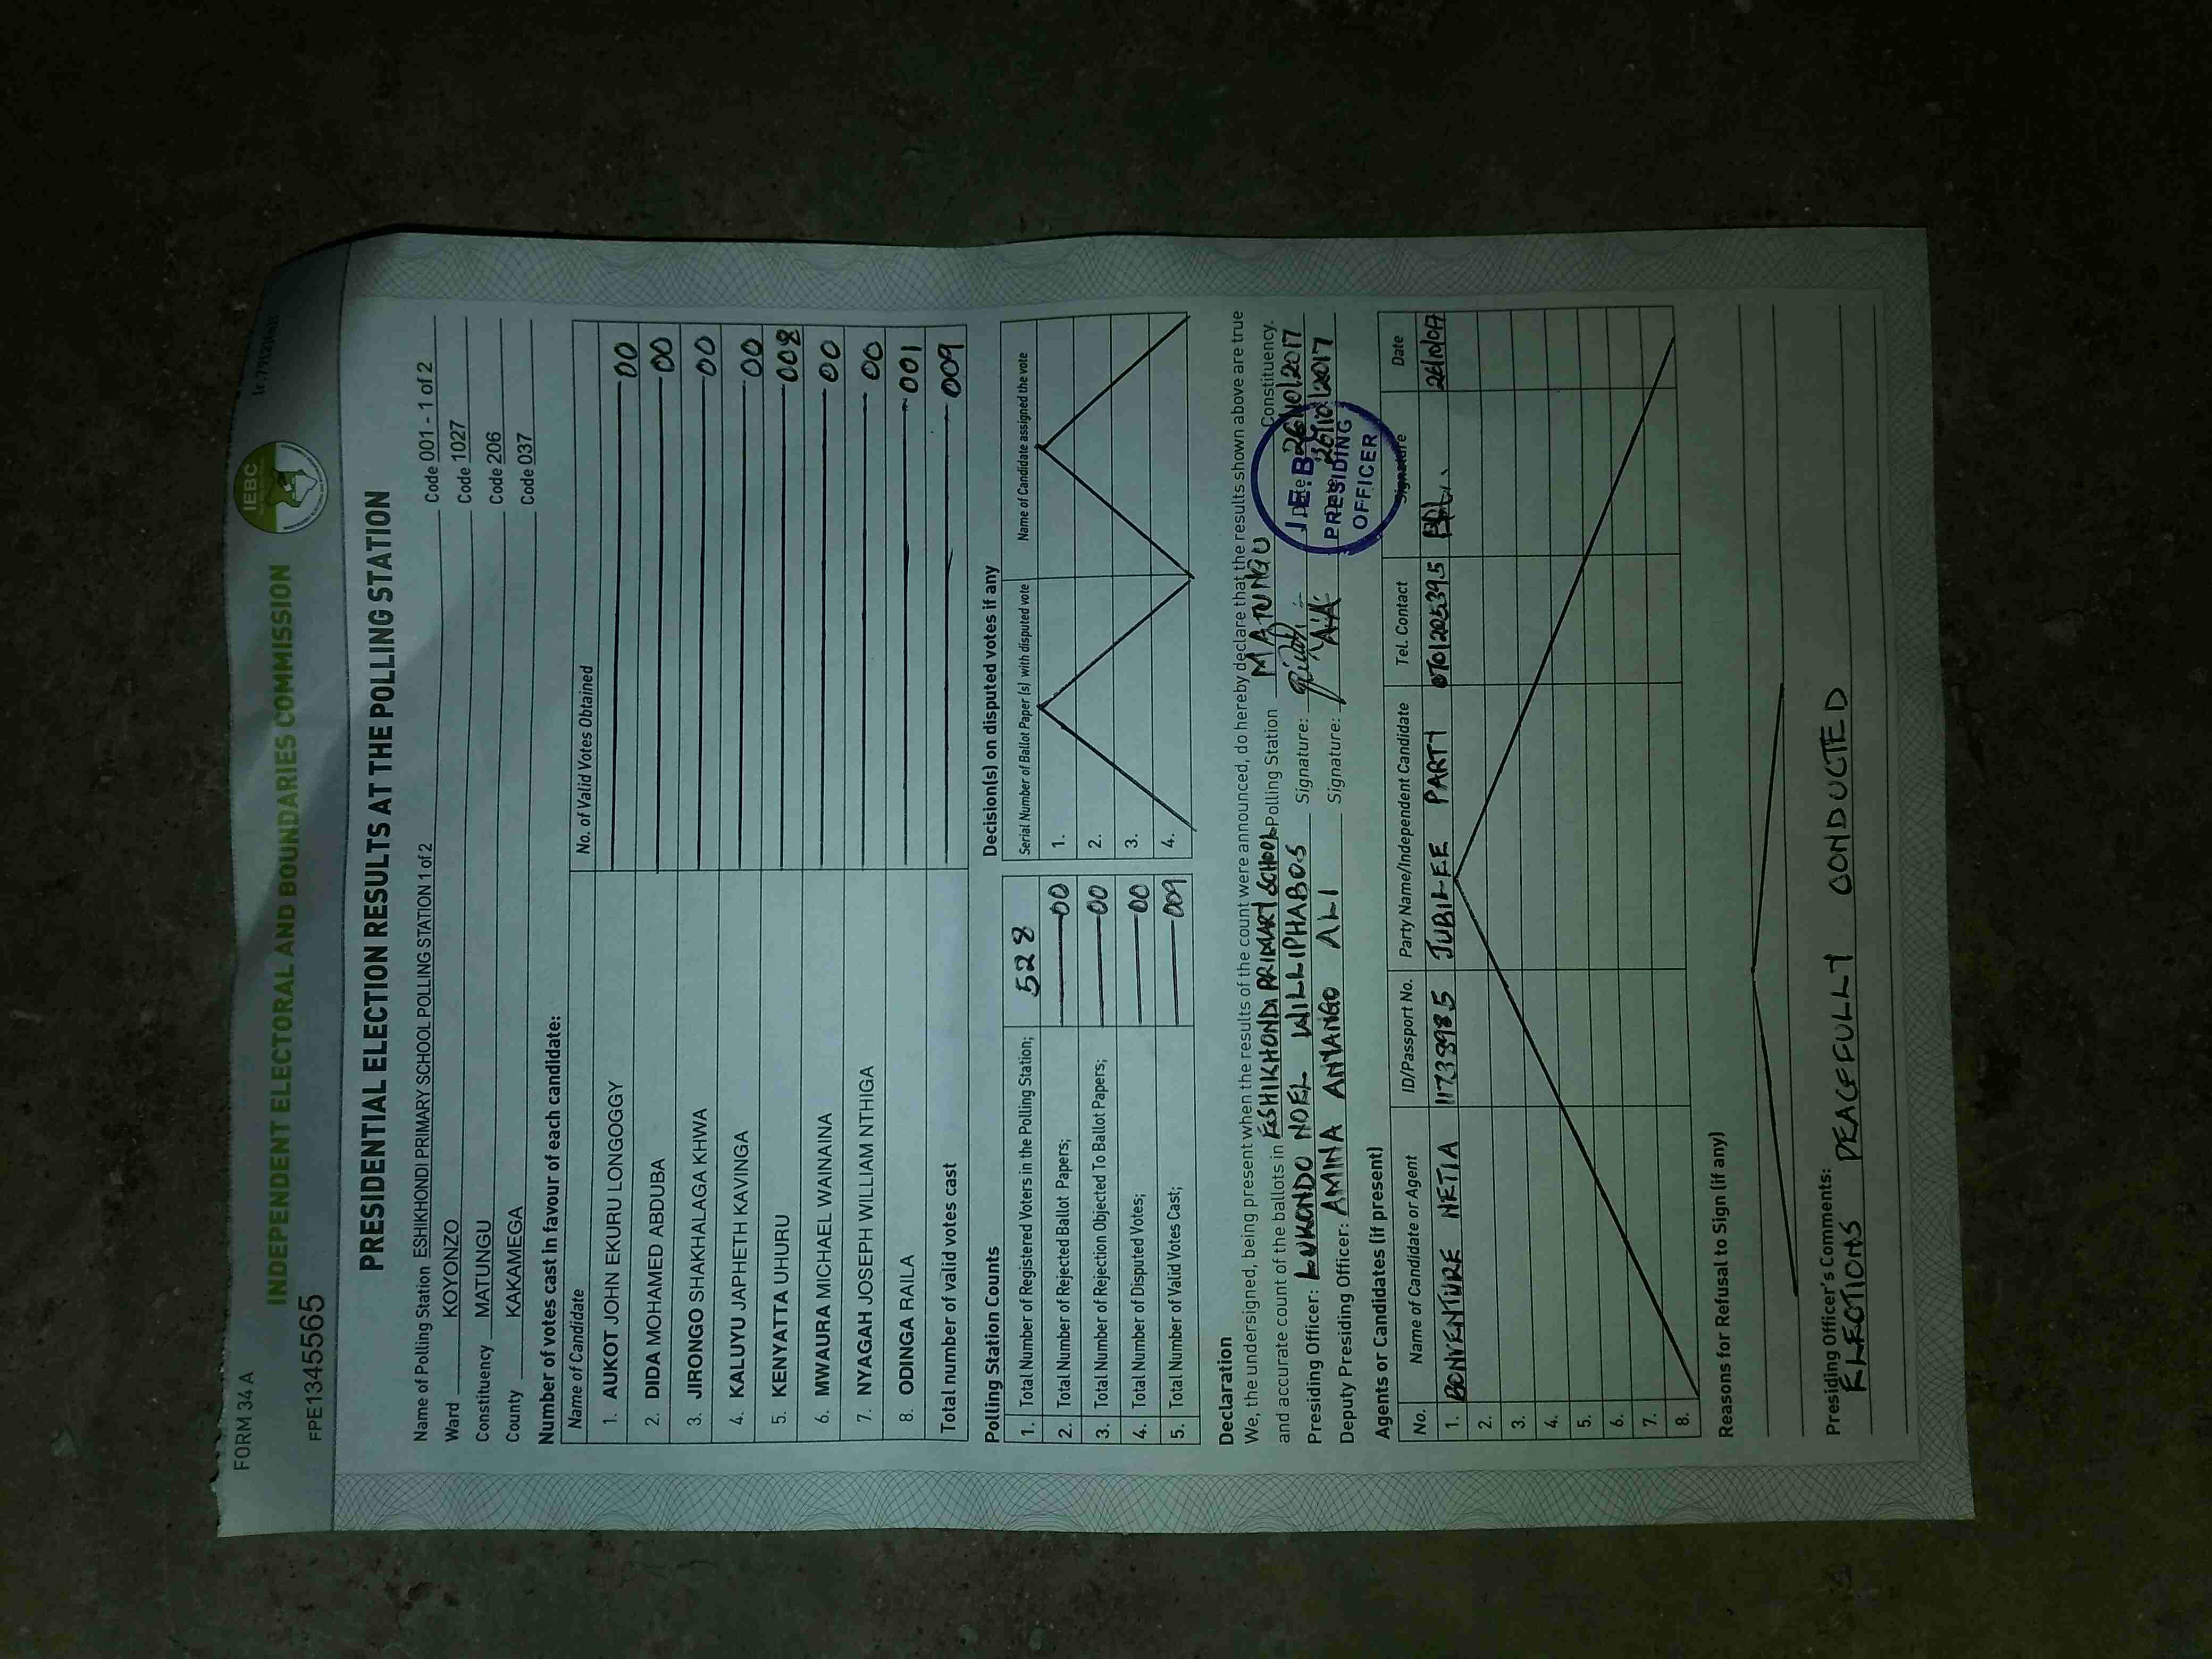 FORM 34 A
INDEPENDENT ELECTORAL AND BOUNDARIES COMMISSION
IEBC
FPE1345565
PRESIDENTIAL ELECTION RESULTS AT THE POLLING STATION
Name of Polling Station ESHIKHONDI PRIMARY SCHOOL POLLING STATION 1 of 2 Code 001 - 1 of 2
Ward KOYONZO Code 1027
Constituency MATUNGU Code 206
County KAKAMEGA Code 037
Number of votes cast in favour of each candidate:
Name of Candidate No. of Valid Votes Obtained
1. AUKOT JOHN EKURU LONGOGGY 00
2. DIDA MOHAMED ABDUBA 00
3. JIRONGO SHAKHALAGA KHWA 00
4. KALUYU JAPHETH KAVINGA 00
5. KENYATTA UHURU 008
6. MWAURA MICHAEL WAINAINA 00
7. NYAGAH JOSEPH WILLIAM NTHIGA 00
8. ODINGA RAILA 001
Total number of valid votes cast 009
Polling Station Counts
1. Total Number of Registered Voters in the Polling Station; 528
2. Total Number of Rejected Ballot Papers; 00
3. Total Number of Rejection Objected To Ballot Papers; 00
4. Total Number of Disputed Votes; 00
5. Total Number of Valid Votes Cast; 009
Decision(s) on disputed votes if any
Serial Number of Ballot Paper (s) with disputed vote Name of Candidate assigned the vote
1.
2.
3.
4.
Declaration
We, the undersigned, being present when the results of the count were announced, do hereby declare that the results shown above are true
and accurate count of the ballots in ESHIKHONDI PRIMARY SCHOOL Polling Station MATUNGU Constituency.
Presiding Officer: LUKONDO NOEL WILLIPHABOS Signature: Date 26/10/2017
Deputy Presiding Officer: AMINA ANYANGO ALI Signature: 26/10/2017
I.E.B.C
PRESIDING
OFFICER
Agents or Candidates (if present)
No. Name of Candidate or Agent ID/Passport No. Party Name/Independent Candidate Tel. Contact Signature Date
1. BONVENTURE NETIA 11733985 JUBILEE PARTY 07012025395
2.
3.
4.
5.
6.
7.
8.
Reasons for Refusal to Sign (if any)
Presiding Officer's Comments:
ELECTIONS PEACEFULLY CONDUCTED